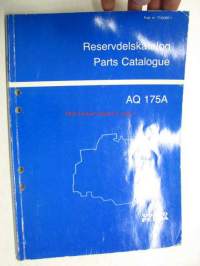 Reservdelskatalog
Parts Catalogue
AQ 175A